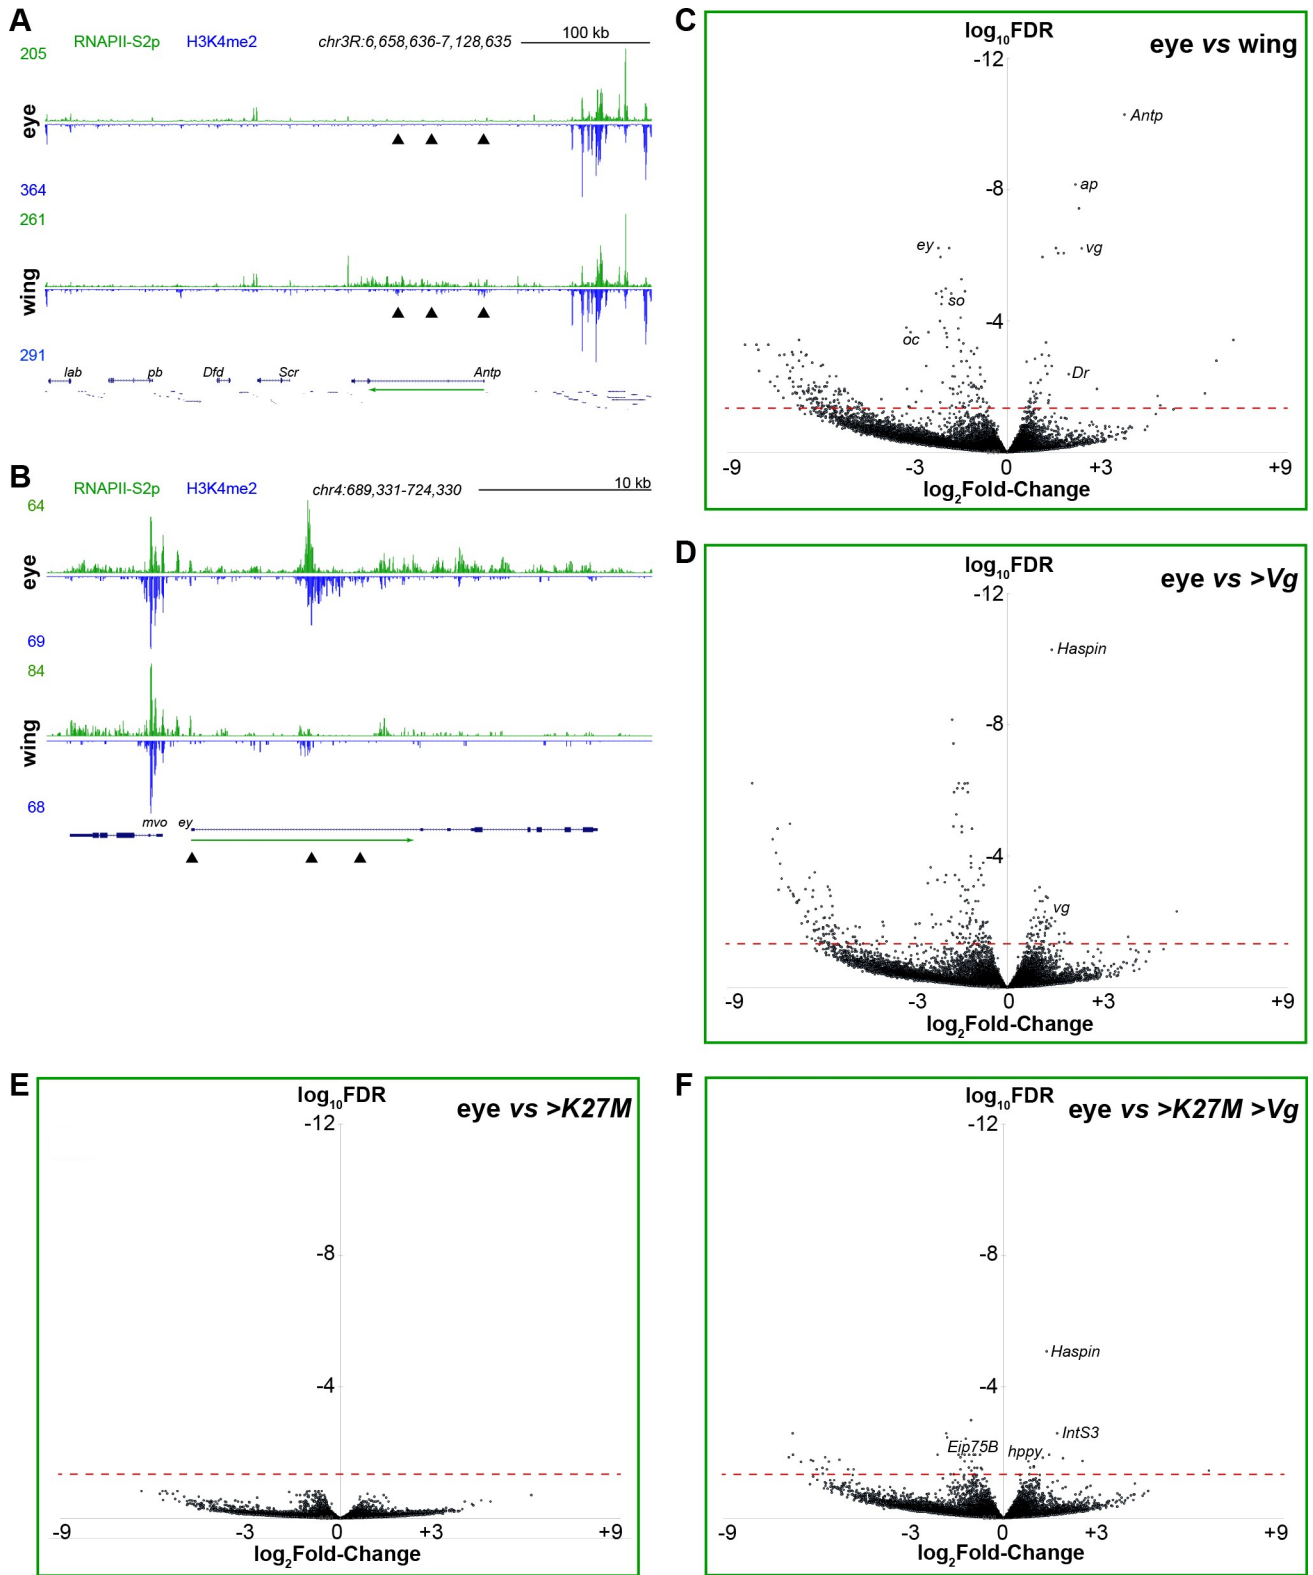 A
RNAPII-S2p H3K4me2 chr3R:6,658,636-7,128,635 100 kb
205
eye
364
261
wing
291
lab pb Dfd Scr Antp
B
RNAPII-S2p H3K4me2 chr4:689,331-724,330 10 kb
64
eye
69
84
wing
68
mvo ey
C
log10FDR
eye vs wing
-12
Antp
-8
ap
ey
vg
so
-4
oc
Dr
-9 -3 0 +3 +9
log2Fold-Change
D
log10FDR
eye vs >Vg
-12
Haspin
-8
-4
vg
-9 -3 0 +3 +9
log2Fold-Change
E
log10FDR
eye vs >K27M
-12
-8
-4
-9 -3 0 +3 +9
log2Fold-Change
F
log10FDR
eye vs >K27M >Vg
-12
-8
Haspin
-4
IntS3
Eip75B hppy
-9 -3 0 +3 +9
log2Fold-Change